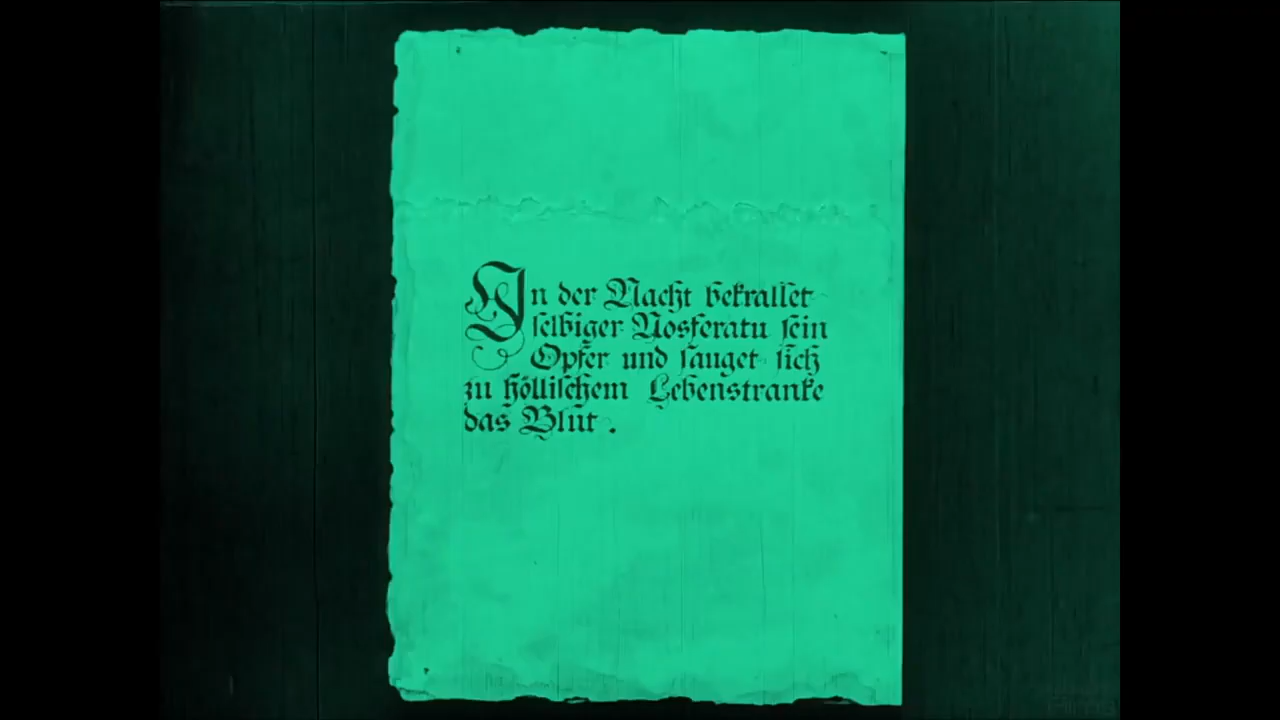 In der Nacht bekrallet
selbiger Nosferatu sein
Opfer und sauget sich
zu höllischem Lebenstranke
das Blut.